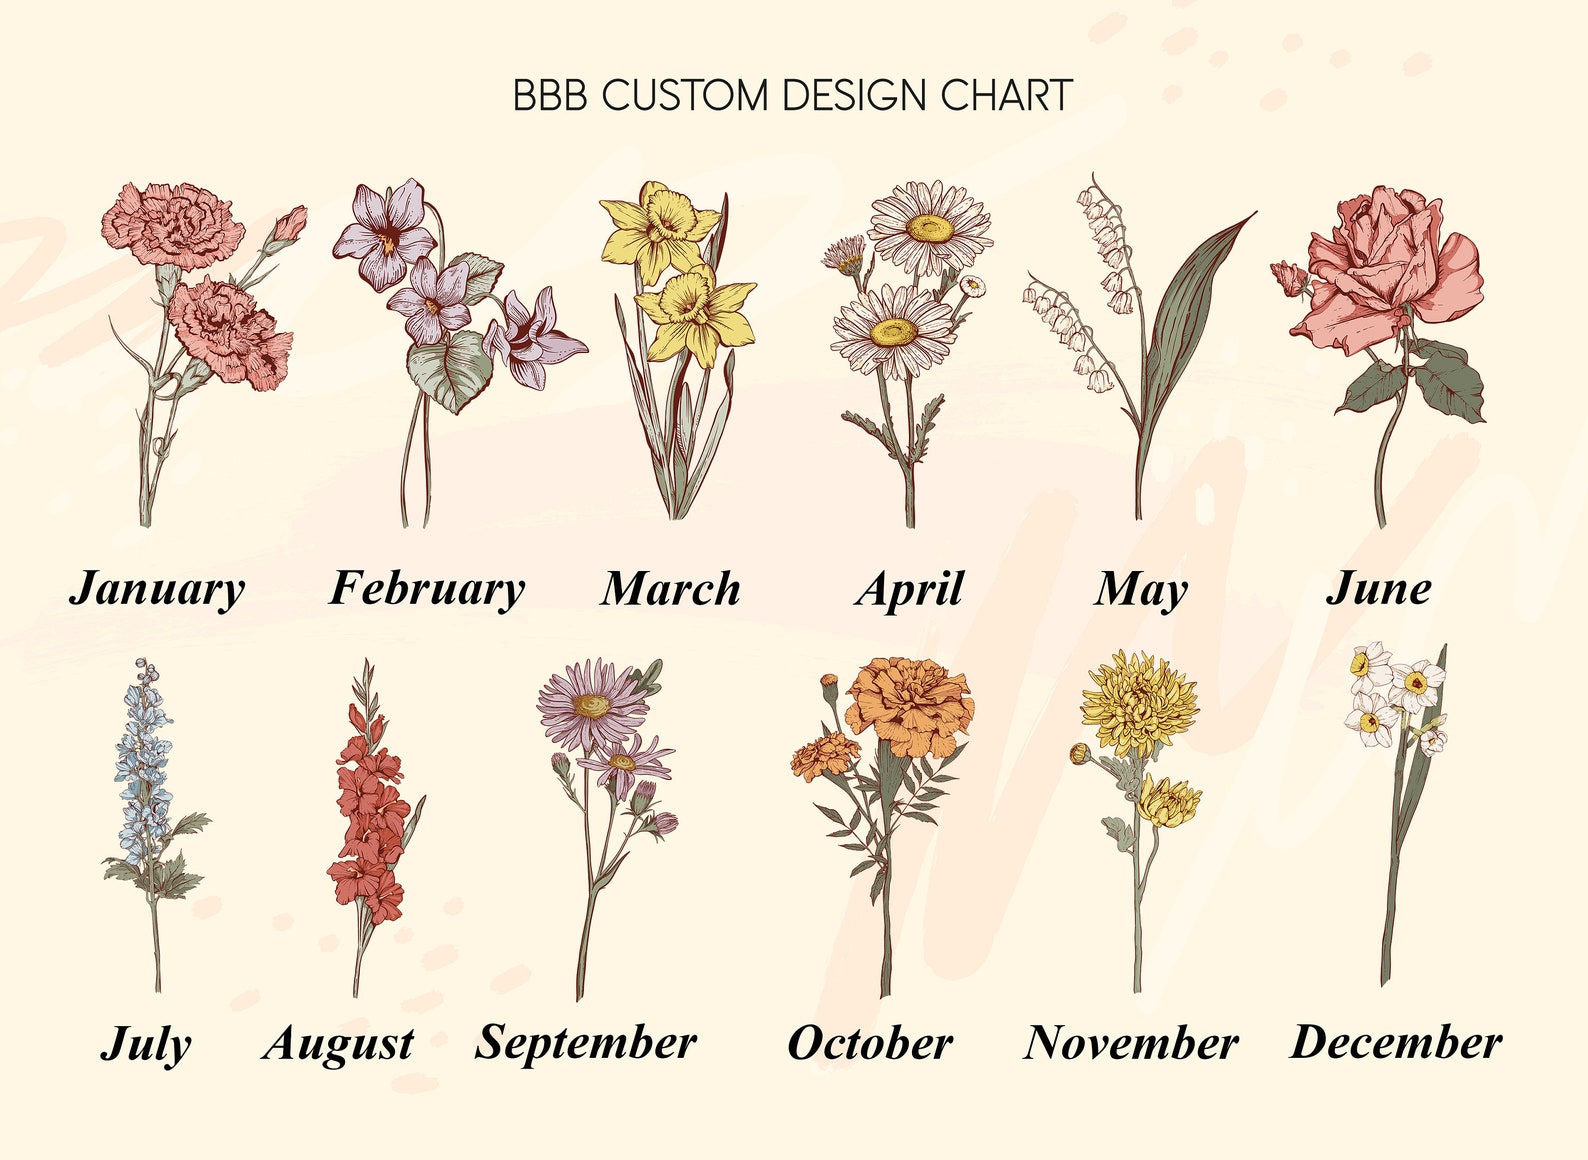 BBB CUSTOM DESIGN CHART
January February March April May June
July August September October November December